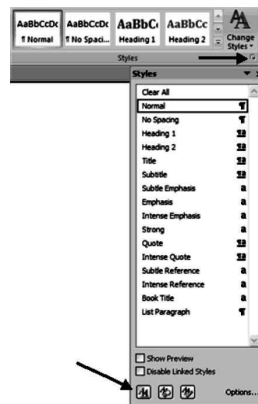 AaBbCcDc AaBbCcDc AaBbC AaBbCc
¶ Normal ¶ No Spaci... Heading 1 Heading 2 Change
Styles
Styles
Styles
Clear All
Normal ¶
No Spacing ¶
Heading 1 ¶a
Heading 2 ¶a
Title ¶a
Subtitle ¶a
Subtle Emphasis a
Emphasis a
Intense Emphasis a
Strong a
Quote ¶a
Intense Quote ¶a
Subtle Reference a
Intense Reference a
Book Title a
List Paragraph ¶
Show Preview
Disable Linked Styles
Options...